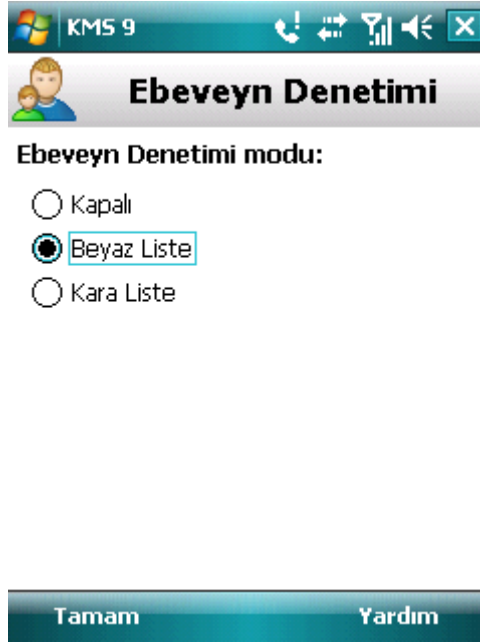 KMS 9
Ebeveyn Denetimi
Ebeveyn Denetimi modu:
Kapalı
Beyaz Liste
Kara Liste
Tamam Yardım